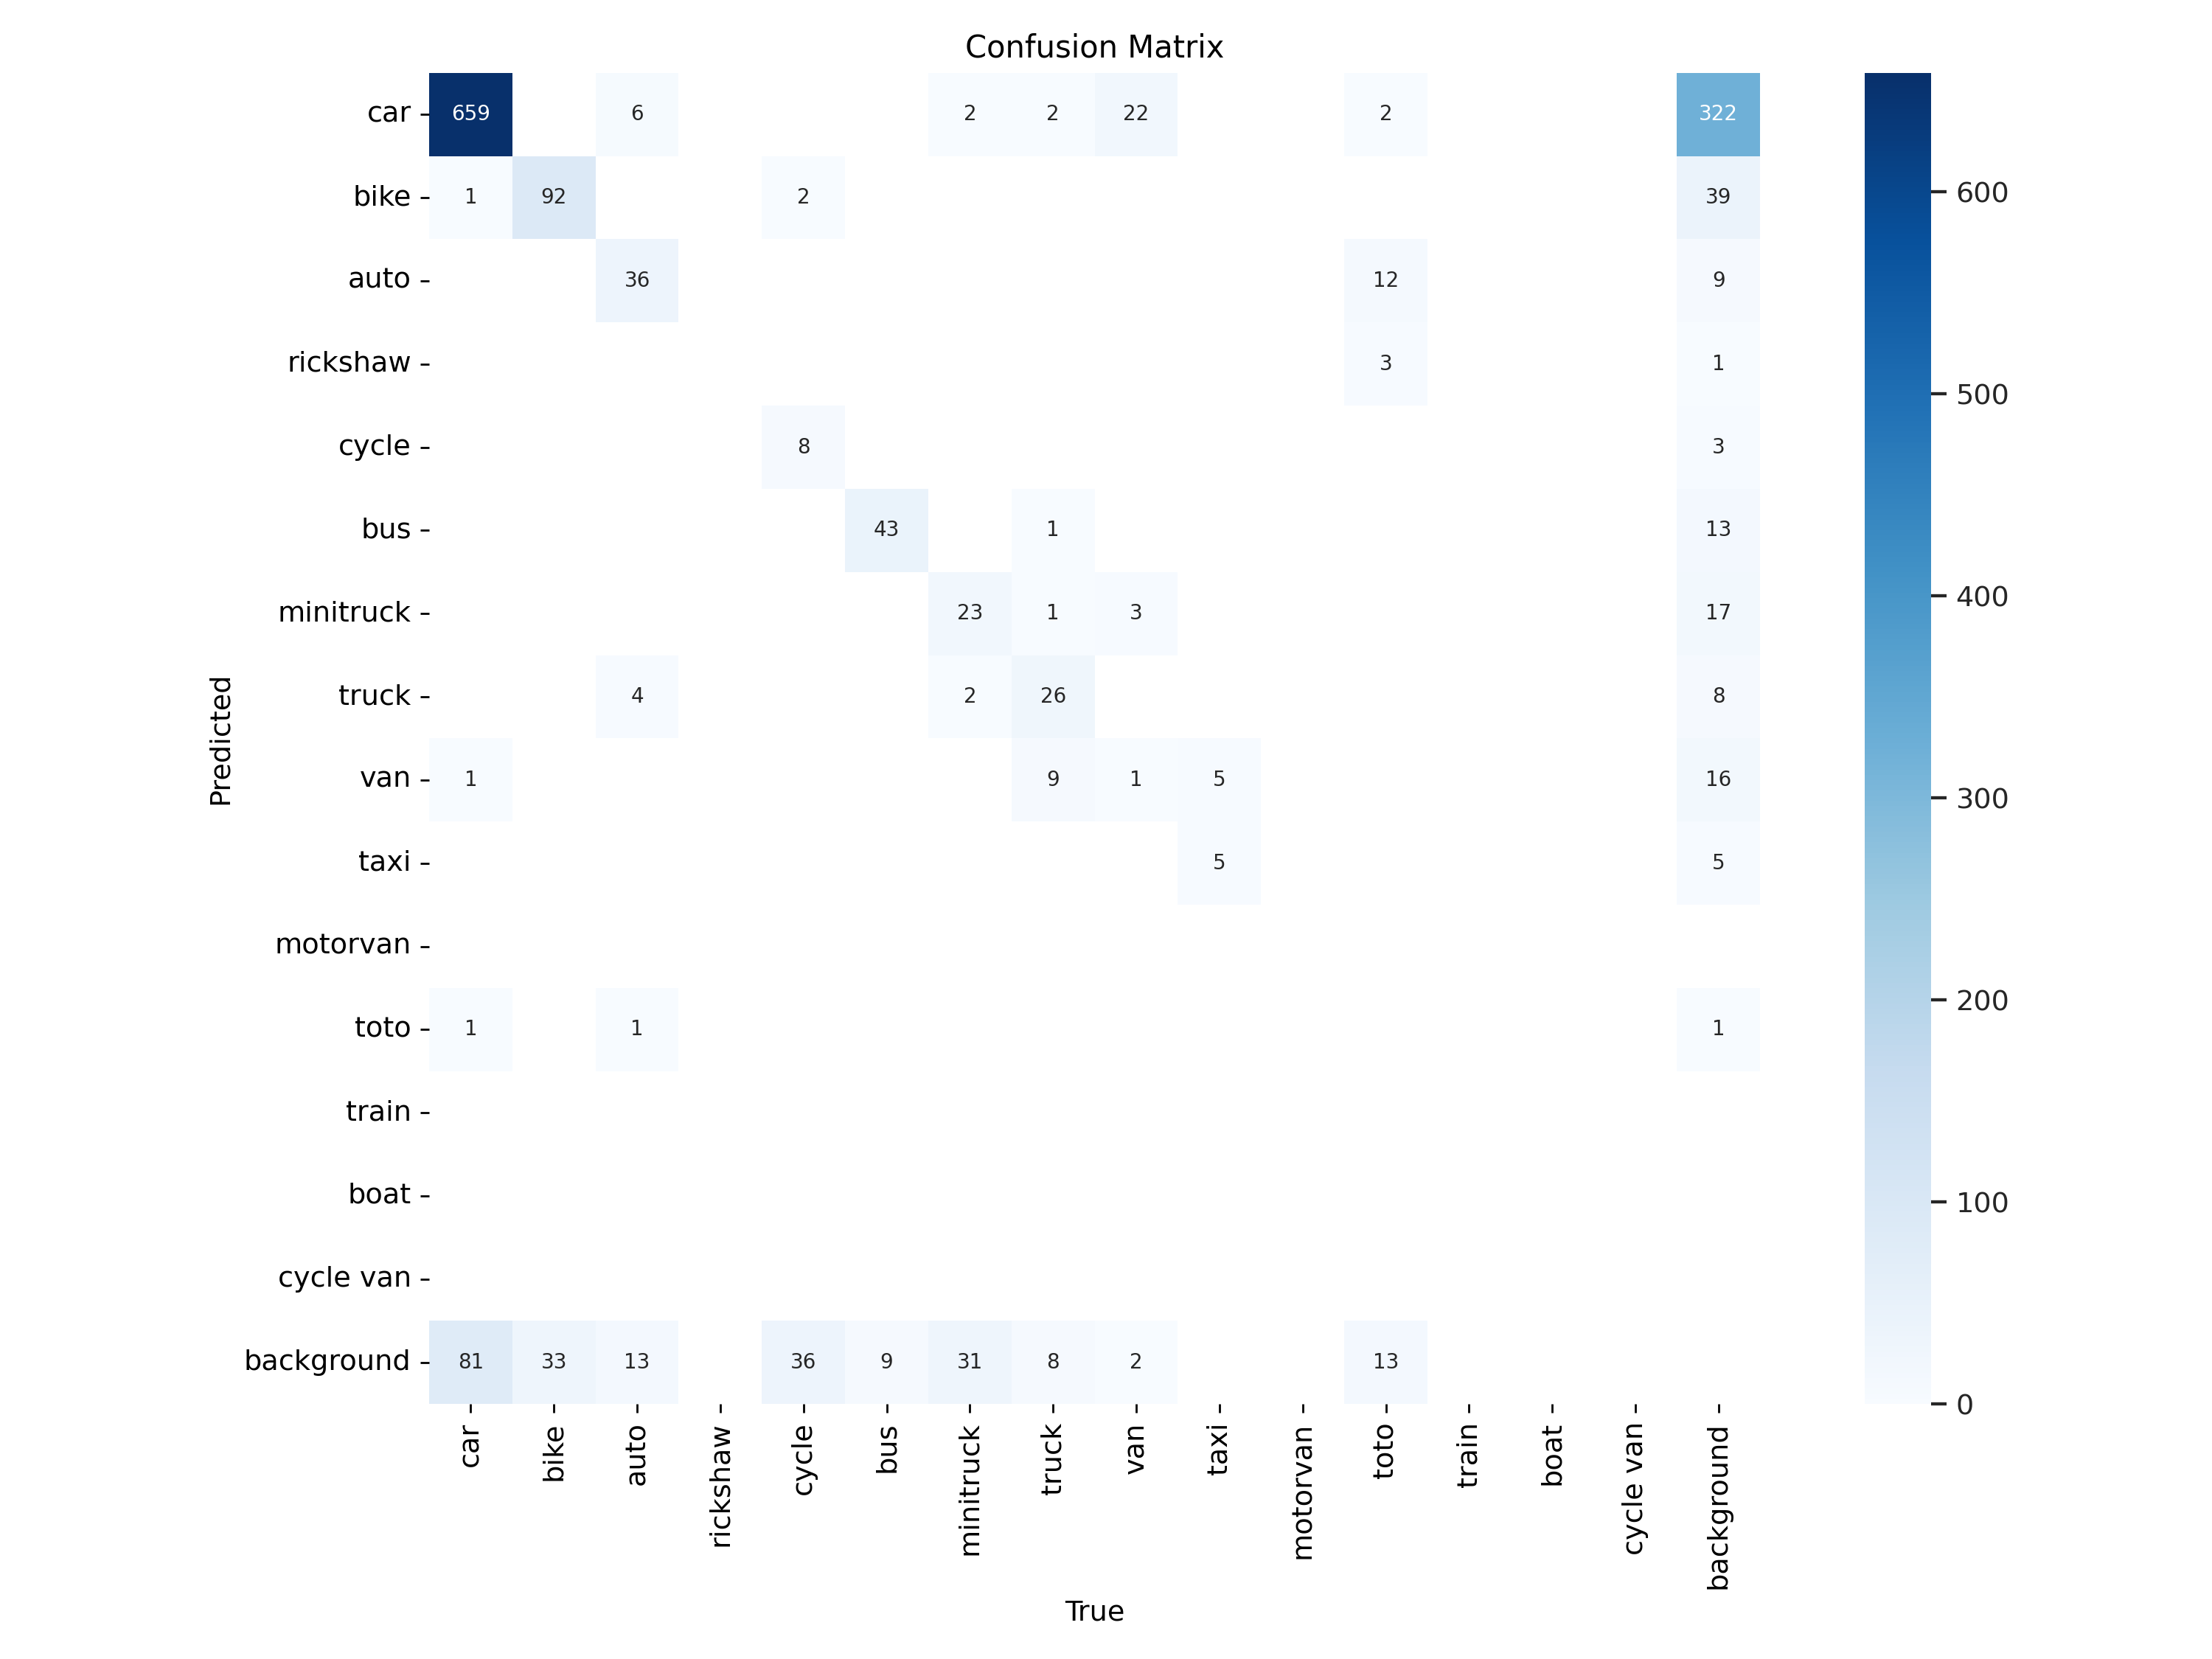 Confusion Matrix
car 659 6 2 2 22 2 322
bike 1 92 2 39
auto 36 12 9
rickshaw 3 1
cycle 8 3
bus 43 1 13
minitruck 23 1 3 17
truck 4 2 26 8
van 1 9 1 5 16
taxi 5 5
motorvan
toto 1 1 1
train
boat
cycle van
background 81 33 13 36 9 31 8 2 13
Predicted
car bike auto rickshaw cycle bus minitruck truck van taxi motorvan toto train boat cycle van background
True
600
500
400
300
200
100
0